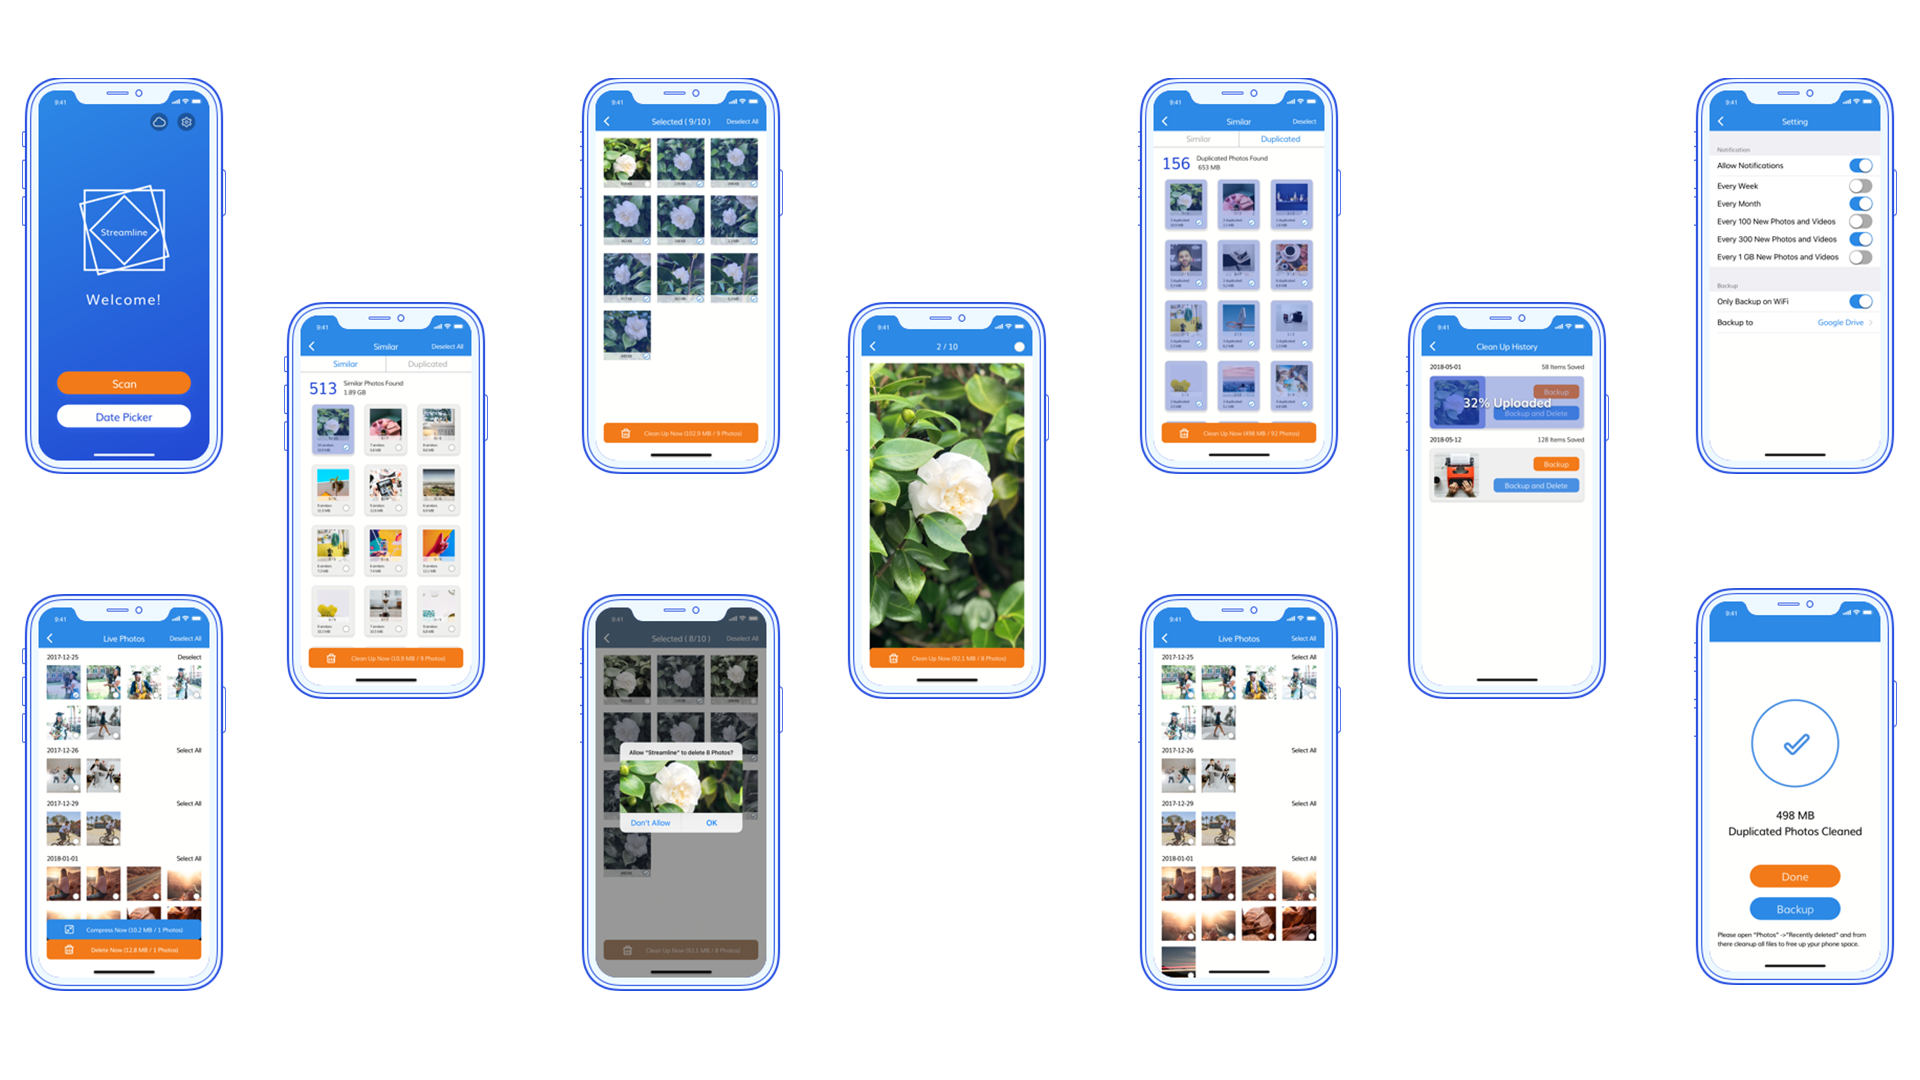 9:41
Streamline
Welcome!
Scan
Date Picker
9:41
Live Photos
Deselect All
2017-12-25
Deselect
2017-12-26
Select All
2017-12-29
Select All
2018-01-01
Select All
Compress Now (10.2 MB / 1 Photos)
Delete Now (12.8 MB / 1 Photos)
9:41
Similar
Deselect All
Similar
Duplicated
513
Similar Photos Found
1.89 GB
Clean Up Now (10.9 MB / 9 Photos)
9:41
Selected ( 9/10 )
Deselect All
Clean Up Now (102.9 MB / 9 Photos)
9:41
Selected ( 8/10 )
Deselect All
Allow "Streamline" to delete 8 Photos?
Don't Allow
OK
Clean Up Now (92.1 MB / 8 Photos)
9:41
2 / 10
Clean Up Now (92.1 MB / 8 Photos)
9:41
Similar
Deselect
Similar
Duplicated
156
Duplicated Photos Found
653 MB
Clean Up Now (498 MB / 92 Photos)
9:41
Live Photos
Select All
2017-12-25
Select All
2017-12-26
Select All
2017-12-29
Select All
2018-01-01
Select All
9:41
Clean Up History
2018-05-01
58 Items Saved
Backup
32% Uploaded
Backup and Delete
2018-05-12
128 Items Saved
Backup
Backup and Delete
9:41
Setting
Notification
Allow Notifications
Every Week
Every Month
Every 100 New Photos and Videos
Every 300 New Photos and Videos
Every 1 GB New Photos and Videos
Backup
Only Backup on WiFi
Backup to
Google Drive
9:41
498 MB
Duplicated Photos Cleaned
Done
Backup
Please open "Photos" ->"Recently deleted" and from
there cleanup all files to free up your phone space.